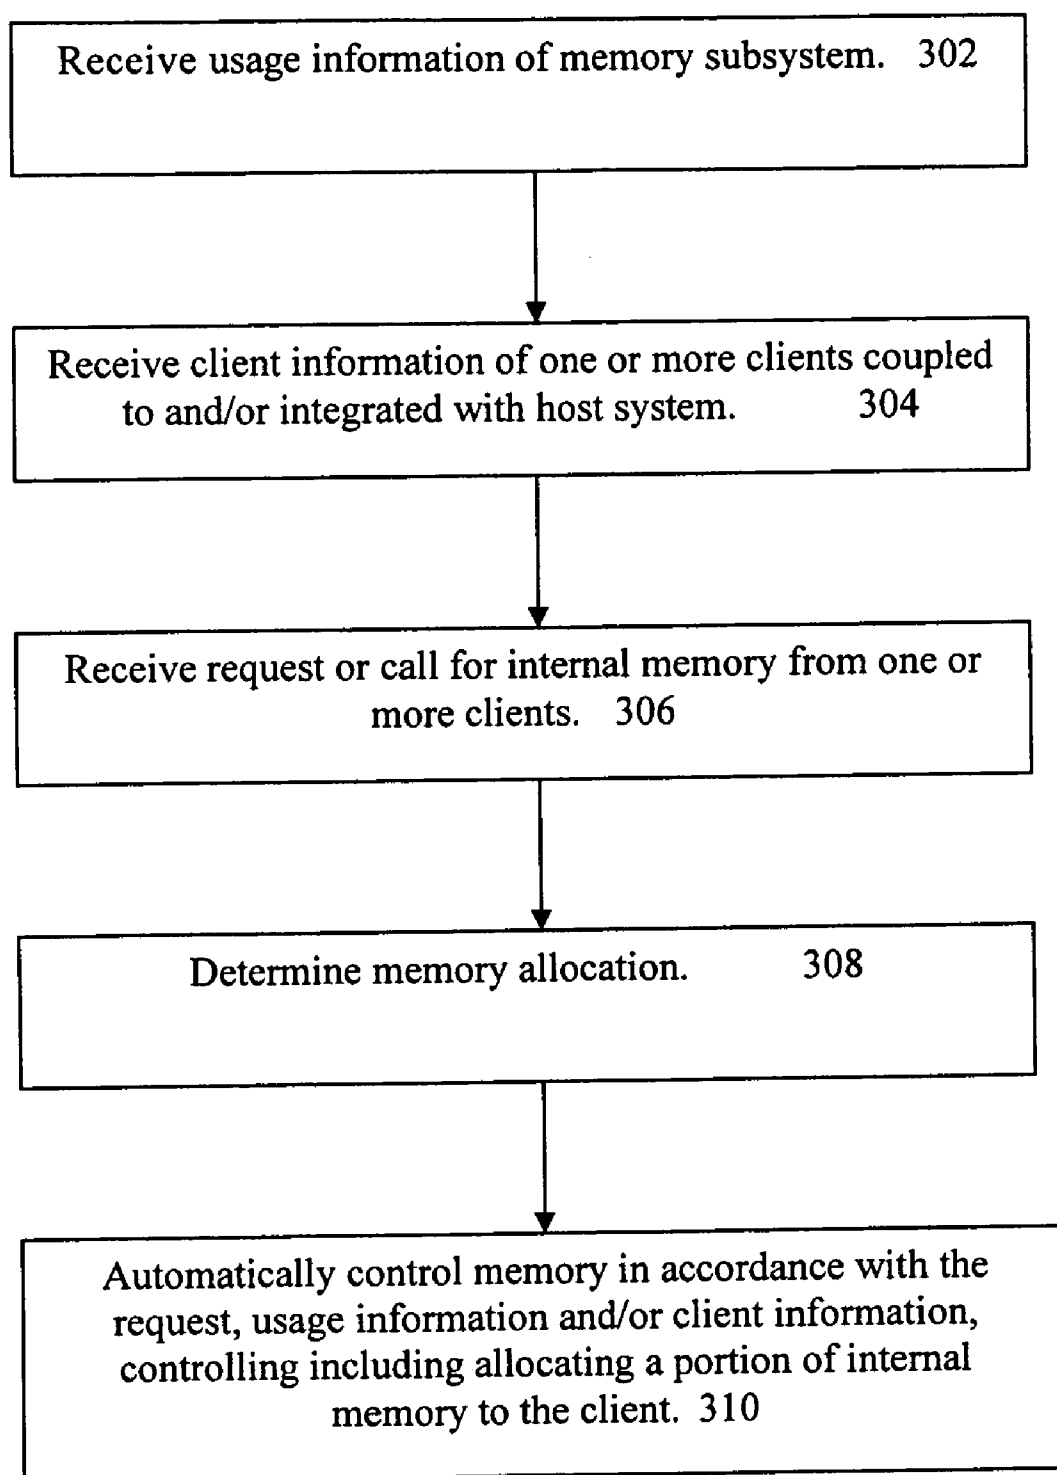 Receive usage information of memory subsystem. 302
Receive client information of one or more clients coupled
to and/or integrated with host system. 304
Receive request or call for internal memory from one or
more clients. 306
Determine memory allocation. 308
Automatically control memory in accordance with the
request, usage information and/or client information,
controlling including allocating a portion of internal
memory to the client. 310